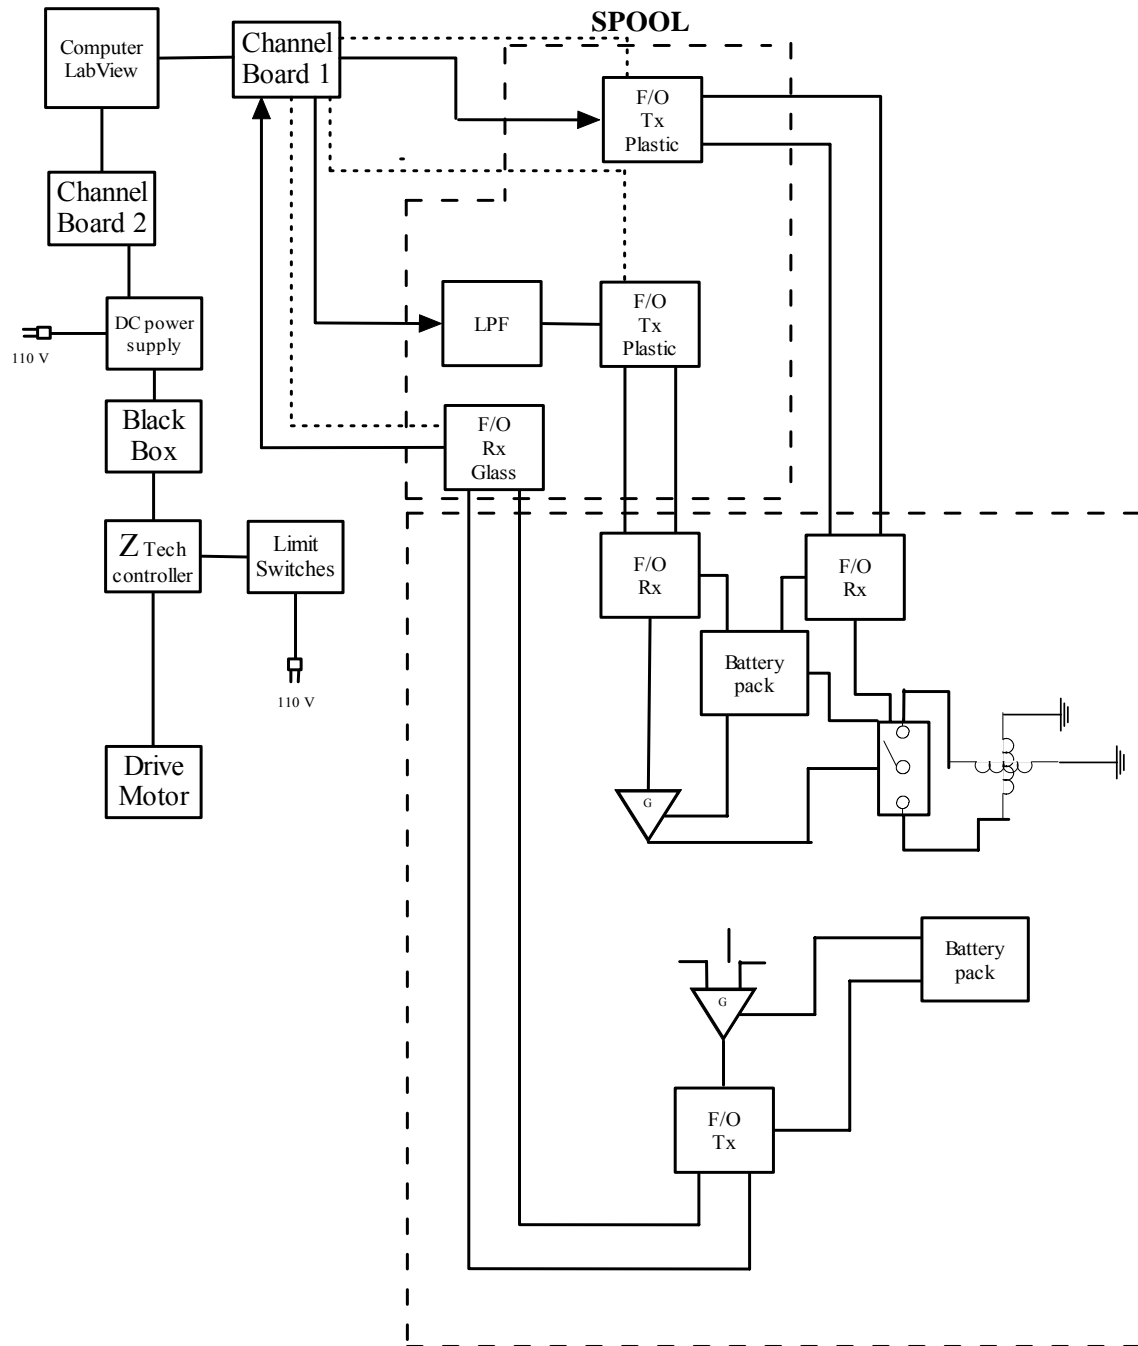 SPOOL
Computer
LabView
Channel
Board 1
F/O
Tx
Plastic
Channel
Board 2
DC power
supply
110 V
LPF
F/O
Tx
Plastic
Black
Box
F/O
Rx
Glass
Z Tech
controller
Limit
Switches
110 V
F/O
Rx
F/O
Rx
Battery
pack
Drive
Motor
G
Battery
pack
G
F/O
Tx